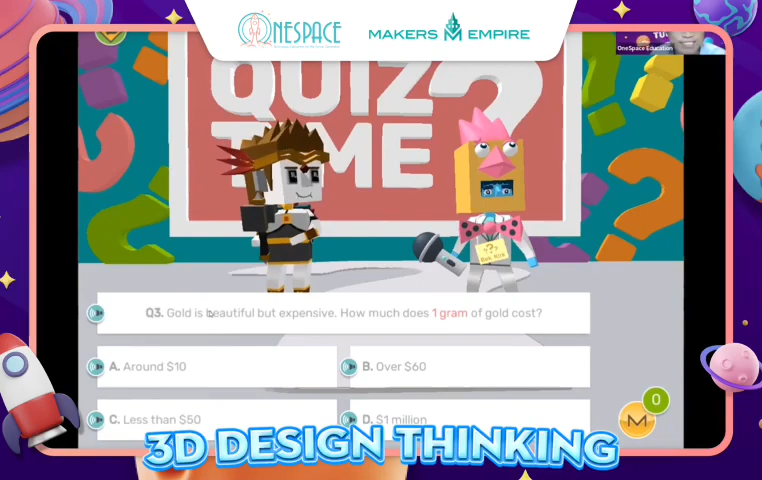 ONESPACE
MAKERS EMPIRE
OneSpace Education
QUIZ
TIME
?
???
Q3. Gold is beautiful but expensive. How much does 1 gram of gold cost?
A. Around $10
B. Over $60
C. Less than $50
D. $1 million
0
M
3D DESIGN THINKING